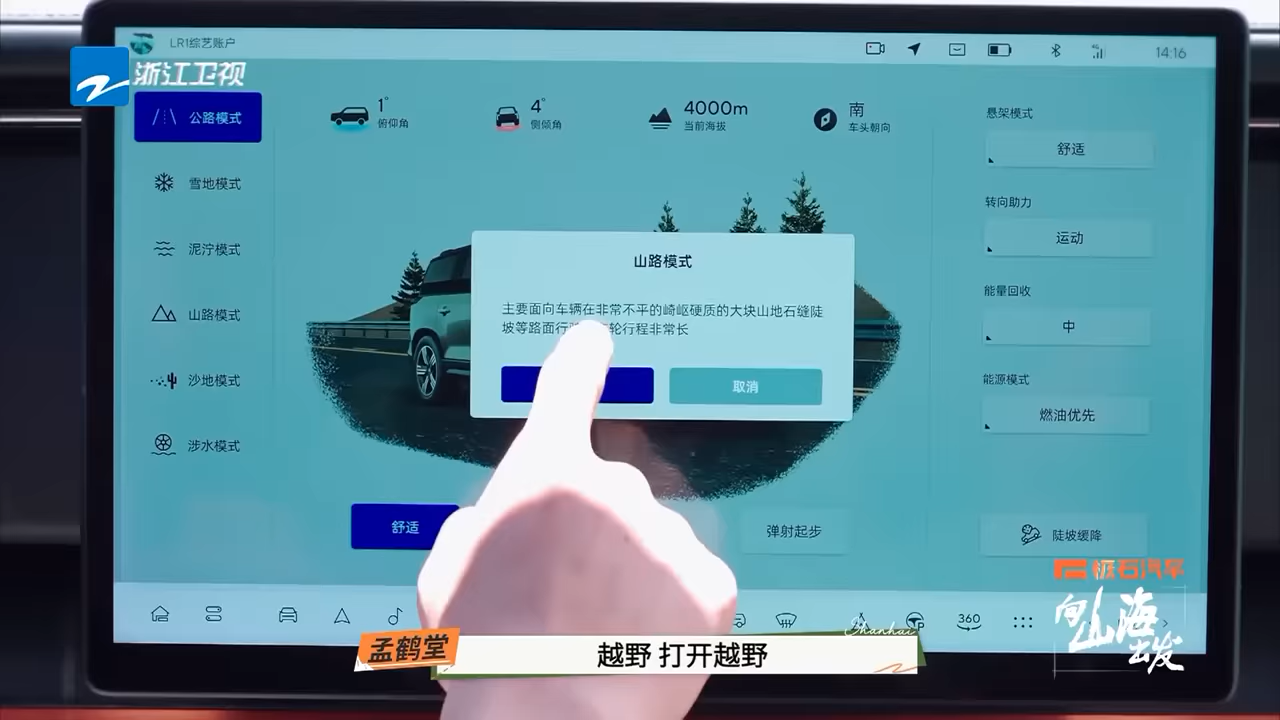 LR1综艺账户
14:16
浙江卫视
公路模式
雪地模式
泥泞模式
山路模式
沙地模式
涉水模式
1°
俯仰角
4°
侧倾角
4000m
当前海拔
南
车头朝向
悬架模式
舒适
转向助力
运动
能量回收
中
能源模式
燃油优先
陡坡缓降
山路模式
主要面向车辆在非常不平的崎岖硬质的大块山地石缝陡
坡等路面行
轮行程非常长
取消
舒适
弹射起步
360
极石汽车
向山海出发
Shanhai
孟鹤堂
越野 打开越野